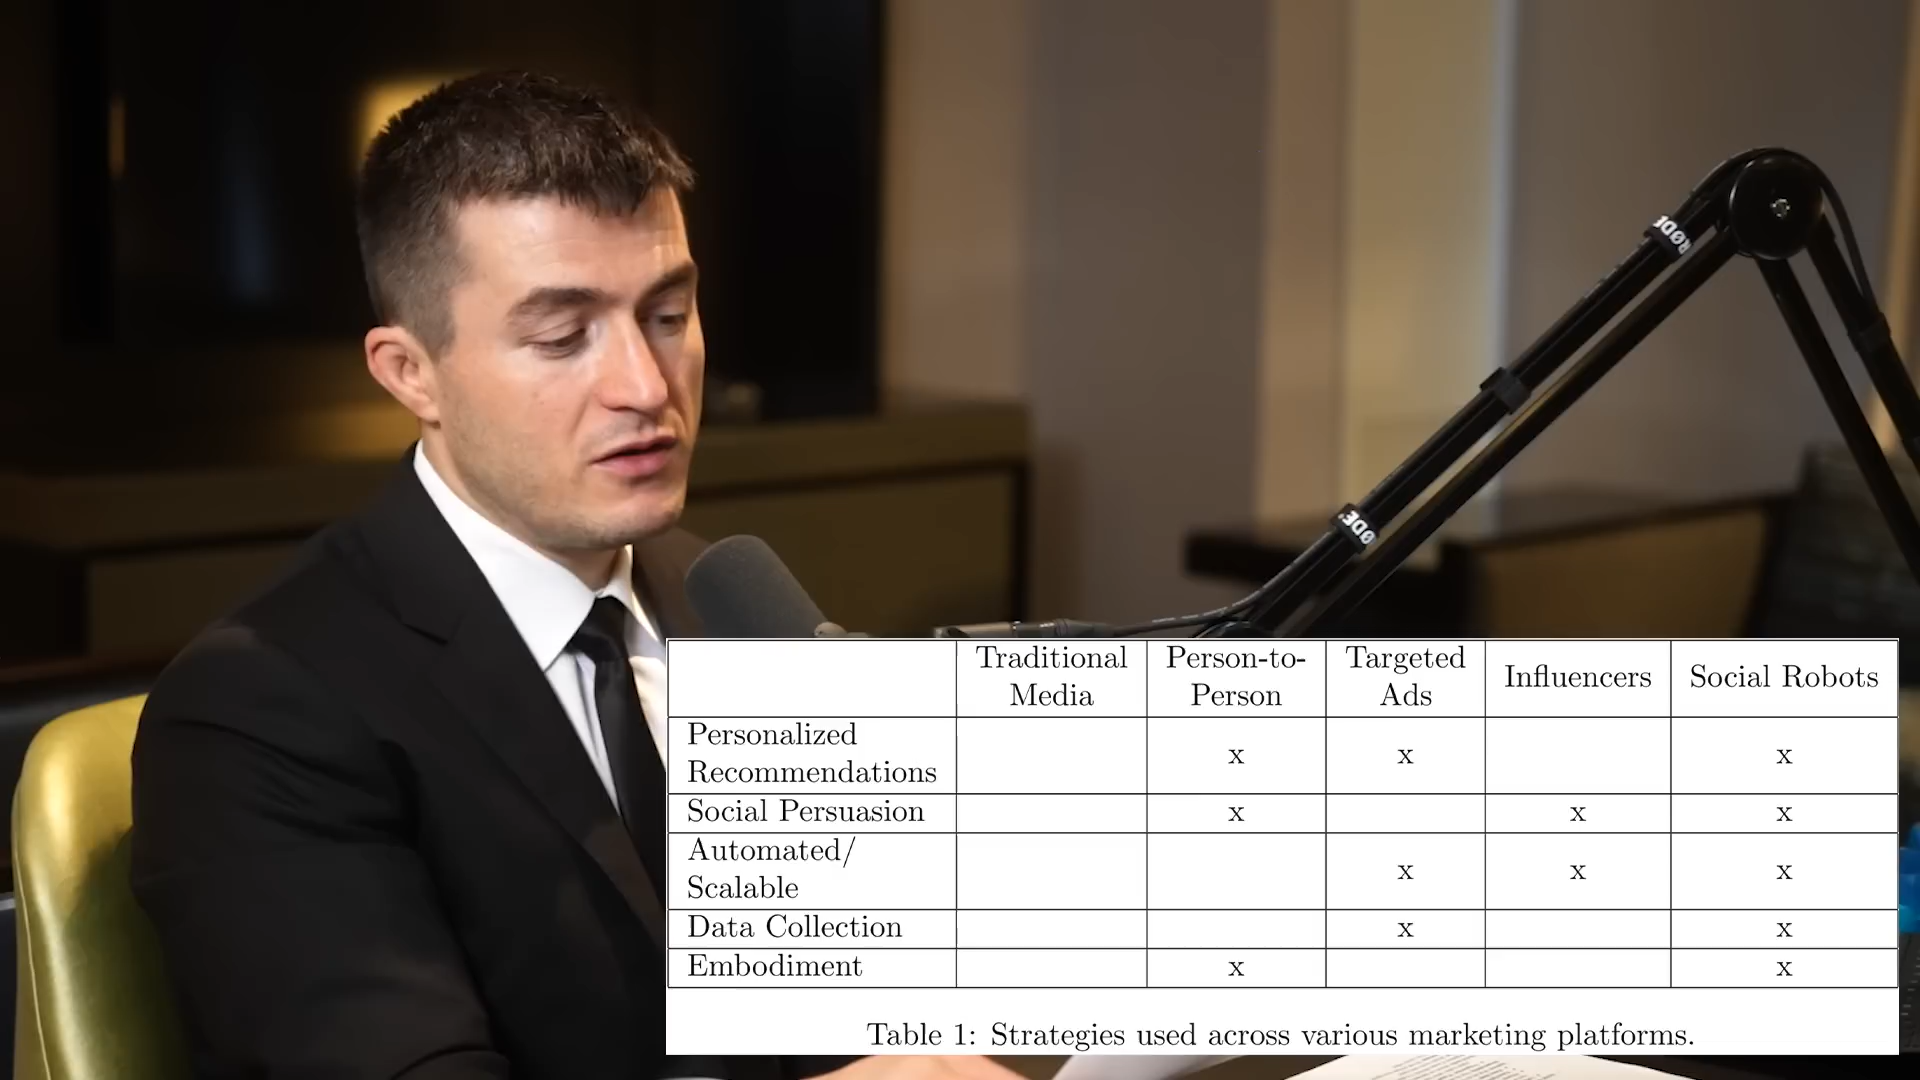 RØDE
RØDE
Traditional Media
Person-to-Person
Targeted Ads
Influencers
Social Robots
Personalized Recommendations x x x
Social Persuasion x x x
Automated/ Scalable x x x
Data Collection x x
Embodiment x x
Table 1: Strategies used across various marketing platforms.